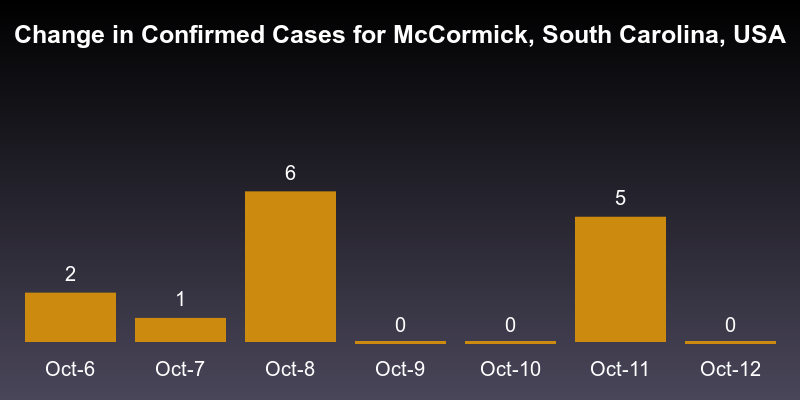 Change in Confirmed Cases for McCormick, South Carolina, USA
2
1
6
0
0
5
0
Oct-6
Oct-7
Oct-8
Oct-9
Oct-10
Oct-11
Oct-12